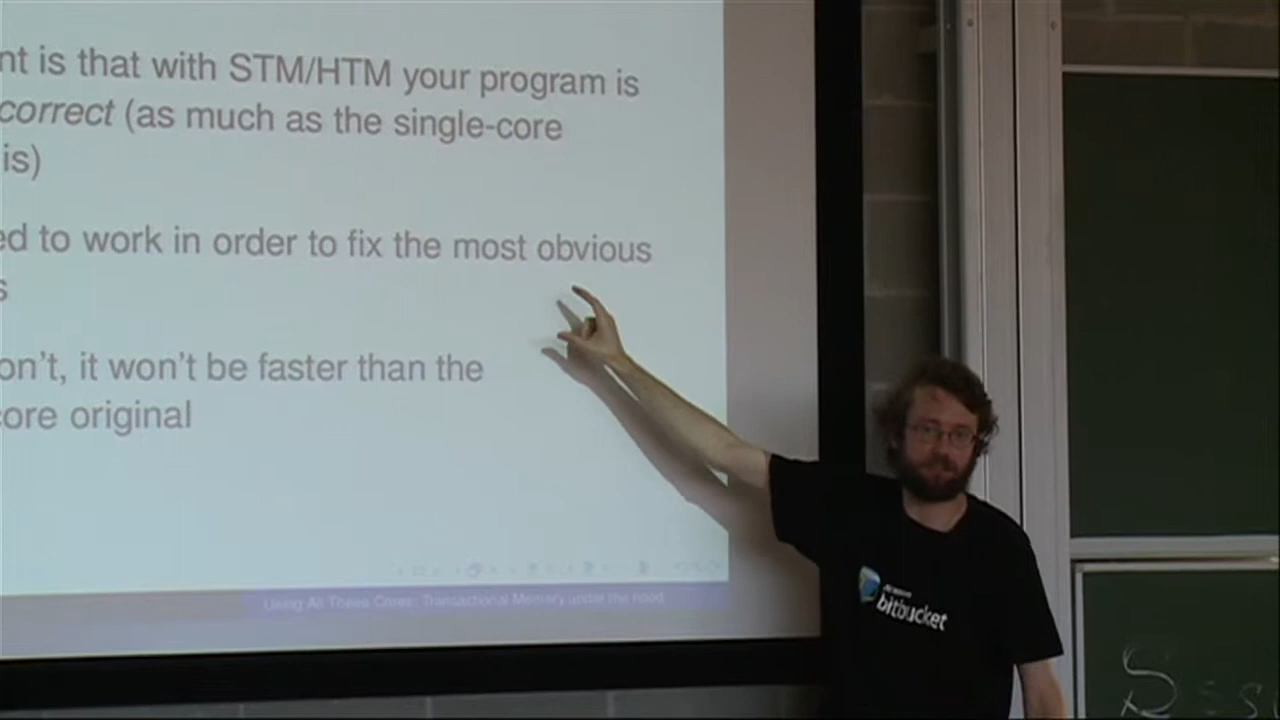 nt is that with STM/HTM your program is
correct (as much as the single-core
is)
ed to work in order to fix the most obvious
s
on't, it won't be faster than the
core original
Using All These Cores: Transactional Memory under the hood
bitbucket